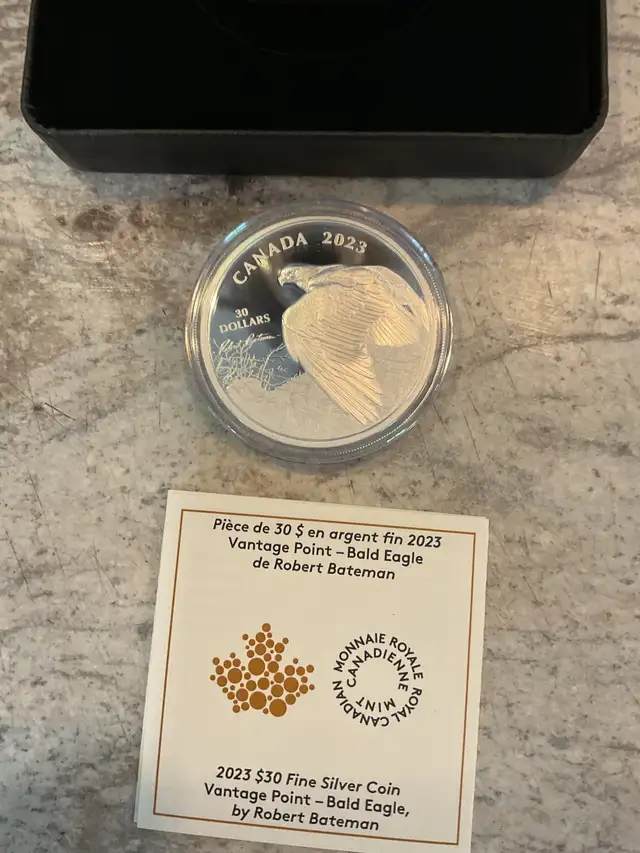 CANADA 2023
30
DOLLARS
Robert Bateman
Pièce de 30 $ en argent fin 2023
Vantage Point – Bald Eagle
de Robert Bateman
MONNAIE ROYALE CANADIENNE
ROYAL CANADIAN MINT
2023 $30 Fine Silver Coin
Vantage Point – Bald Eagle,
by Robert Bateman